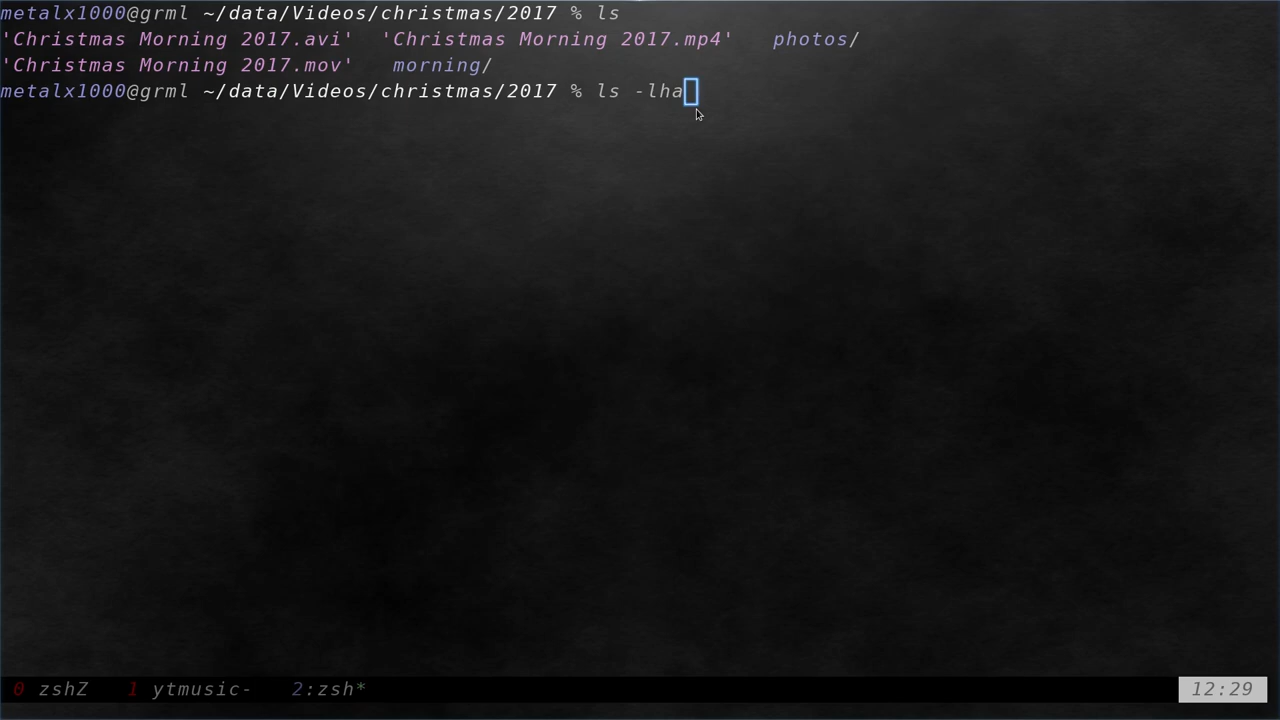 metalx1000@grml ~/data/Videos/christmas/2017 % ls
'Christmas Morning 2017.avi'  'Christmas Morning 2017.mp4'   photos/
'Christmas Morning 2017.mov'   morning/
metalx1000@grml ~/data/Videos/christmas/2017 % ls -lha
0 zshZ   1 ytmusic-   2:zsh*   12:29